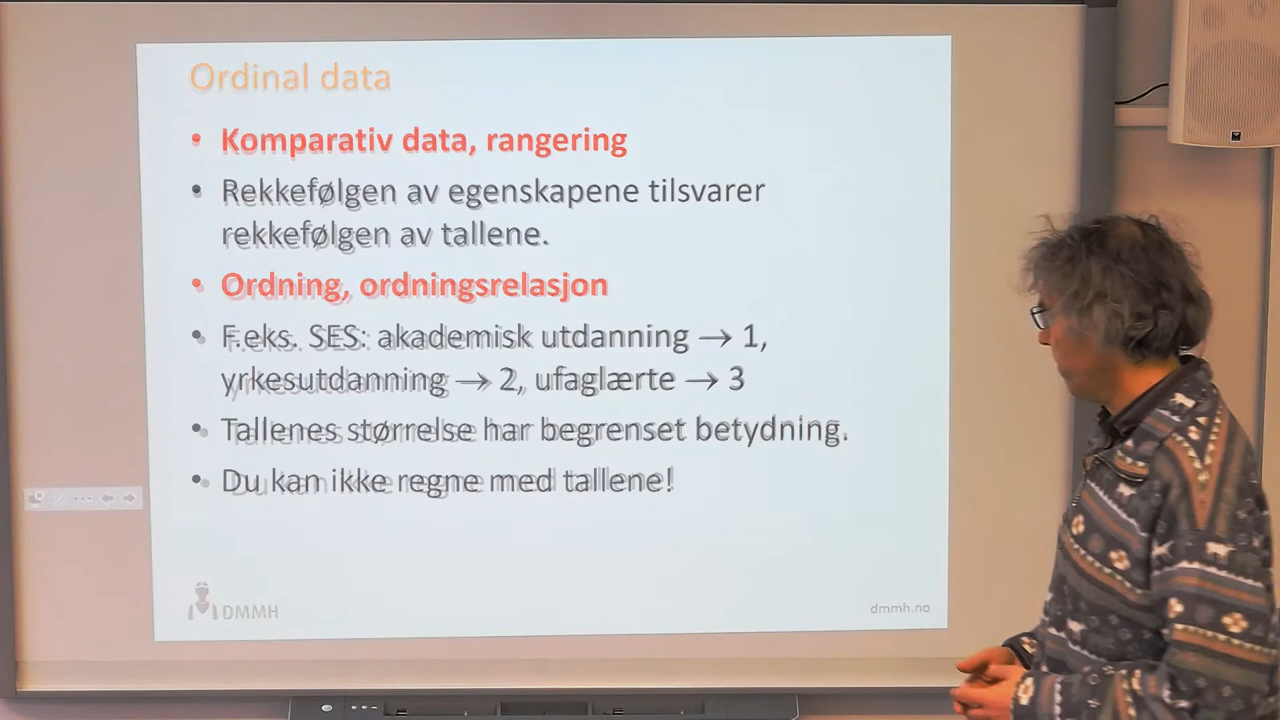 Ordinal data
• Komparativ data, rangering
• Rekkefølgen av egenskapene tilsvarer
rekkefølgen av tallene.
• Ordning, ordningsrelasjon
• F.eks. SES: akademisk utdanning → 1,
yrkesutdanning → 2, ufaglærte → 3
• Tallenes størrelse har begrenset betydning.
• Du kan ikke regne med tallene!
DMMH
dmmh.no